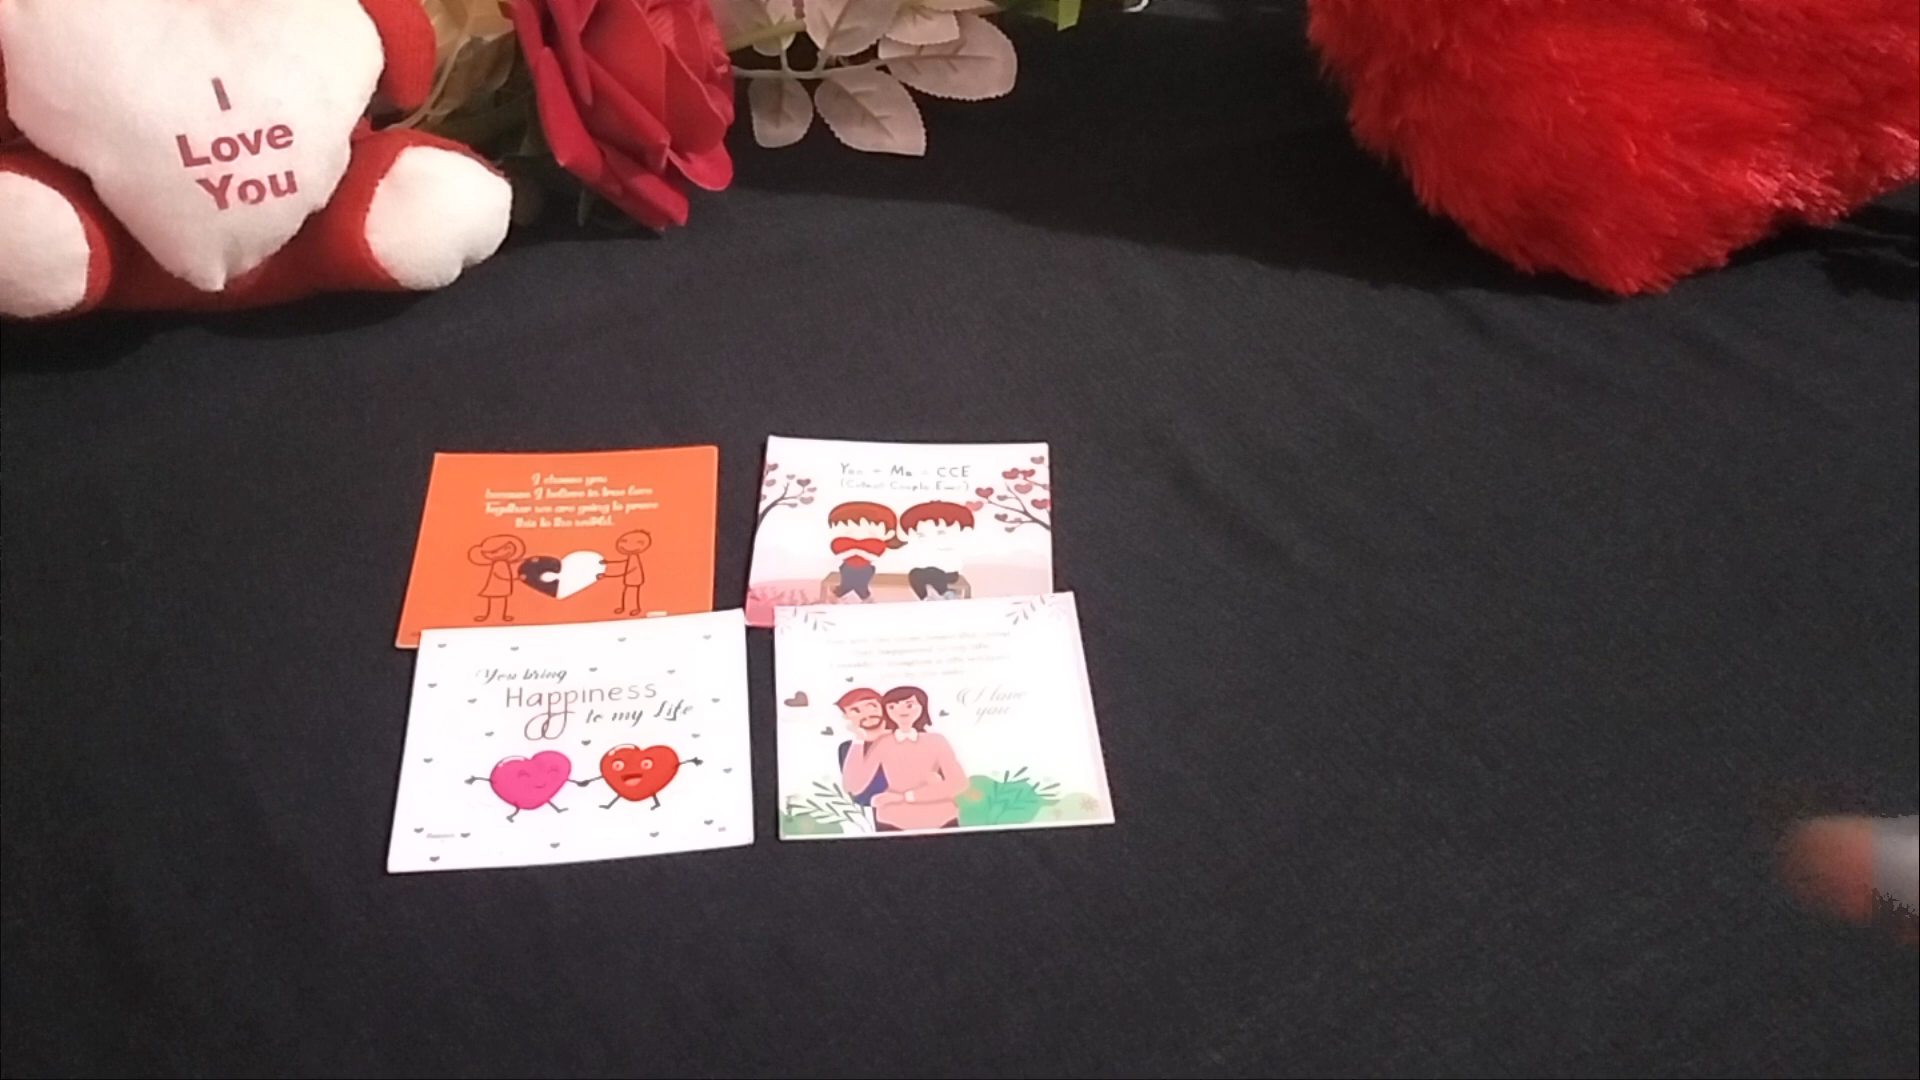 I
Love
You
I choose you
because I believe in true love
Together we are going to prove
this to the world.
You + Me = CCE
(Cutest Couple Ever)
You bring
Happiness
to my Life
I love
you